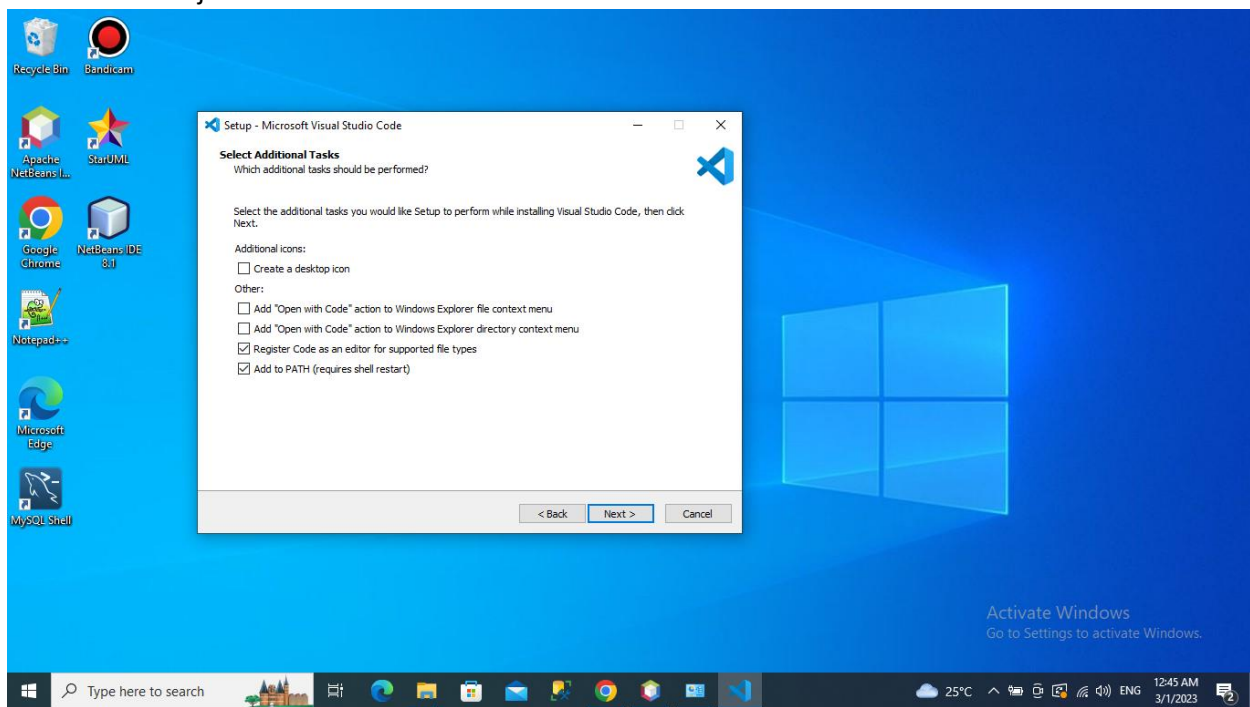 Recycle Bin
Bandicam
Apache
NetBeans I...
StarUML
Google
Chrome
NetBeans IDE
8.1
Notepad++
Microsoft
Edge
MySQL Shell
Setup - Microsoft Visual Studio Code
Select Additional Tasks
Which additional tasks should be performed?
Select the additional tasks you would like Setup to perform while installing Visual Studio Code, then click
Next.
Additional icons:
Create a desktop icon
Other:
Add "Open with Code" action to Windows Explorer file context menu
Add "Open with Code" action to Windows Explorer directory context menu
Register Code as an editor for supported file types
Add to PATH (requires shell restart)
< Back
Next >
Cancel
Activate Windows
Go to Settings to activate Windows.
Type here to search
25°C
ENG
12:45 AM
3/1/2023
2